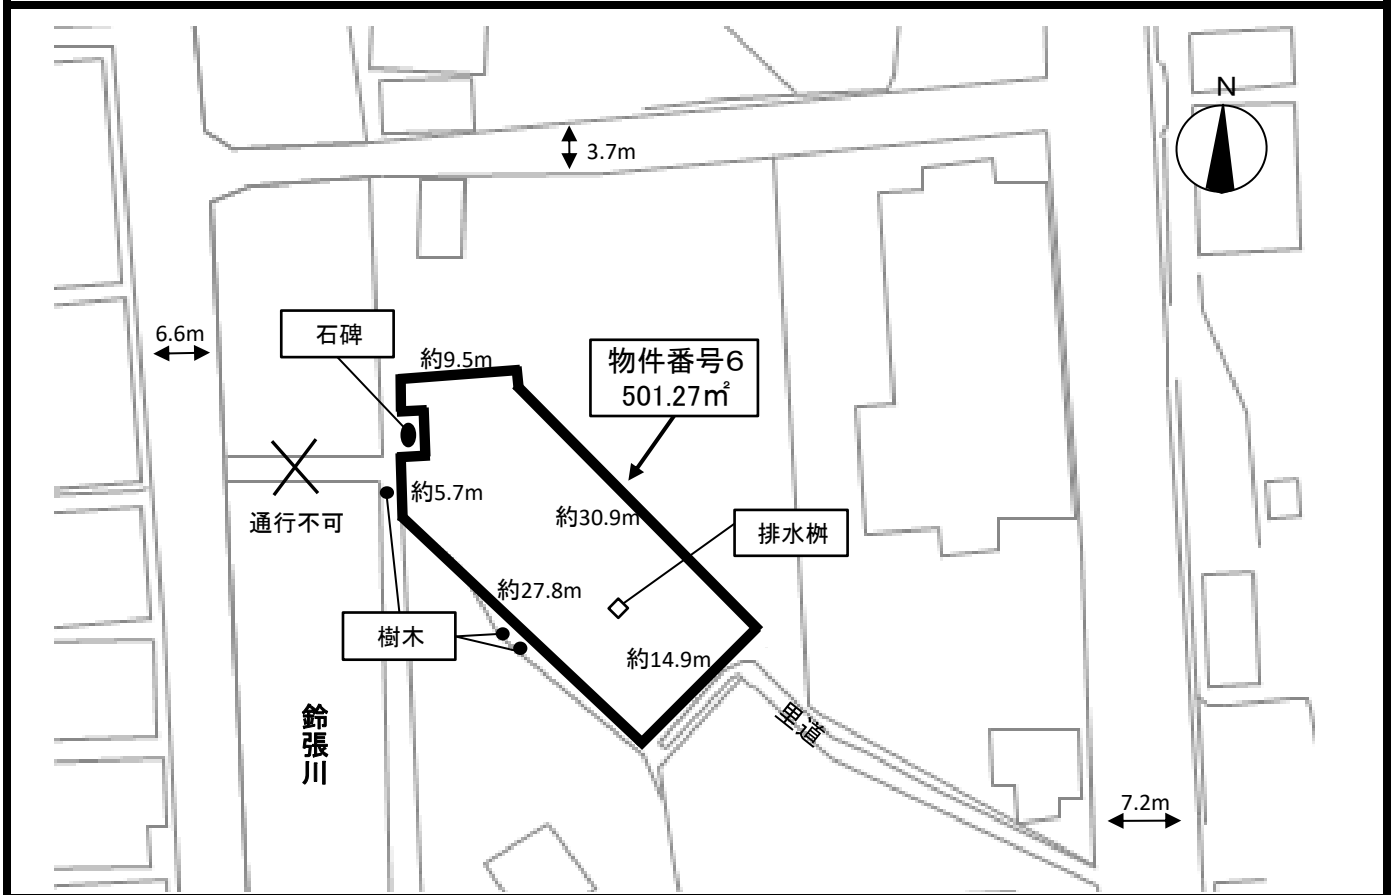 N
3.7m
6.6m
石碑
約9.5m
物件番号6
501.27㎡
約5.7m
通行不可
約30.9m
排水桝
約27.8m
樹木
約14.9m
鈴張川
里道
7.2m